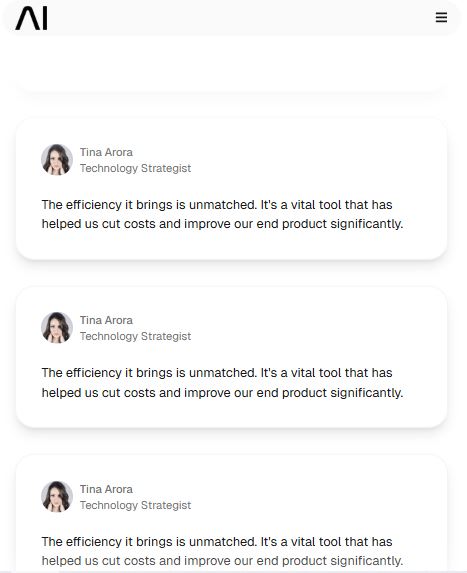 AI
Tina Arora
Technology Strategist
The efficiency it brings is unmatched. It's a vital tool that has
helped us cut costs and improve our end product significantly.
Tina Arora
Technology Strategist
The efficiency it brings is unmatched. It's a vital tool that has
helped us cut costs and improve our end product significantly.
Tina Arora
Technology Strategist
The efficiency it brings is unmatched. It's a vital tool that has
helped us cut costs and improve our end product significantly.